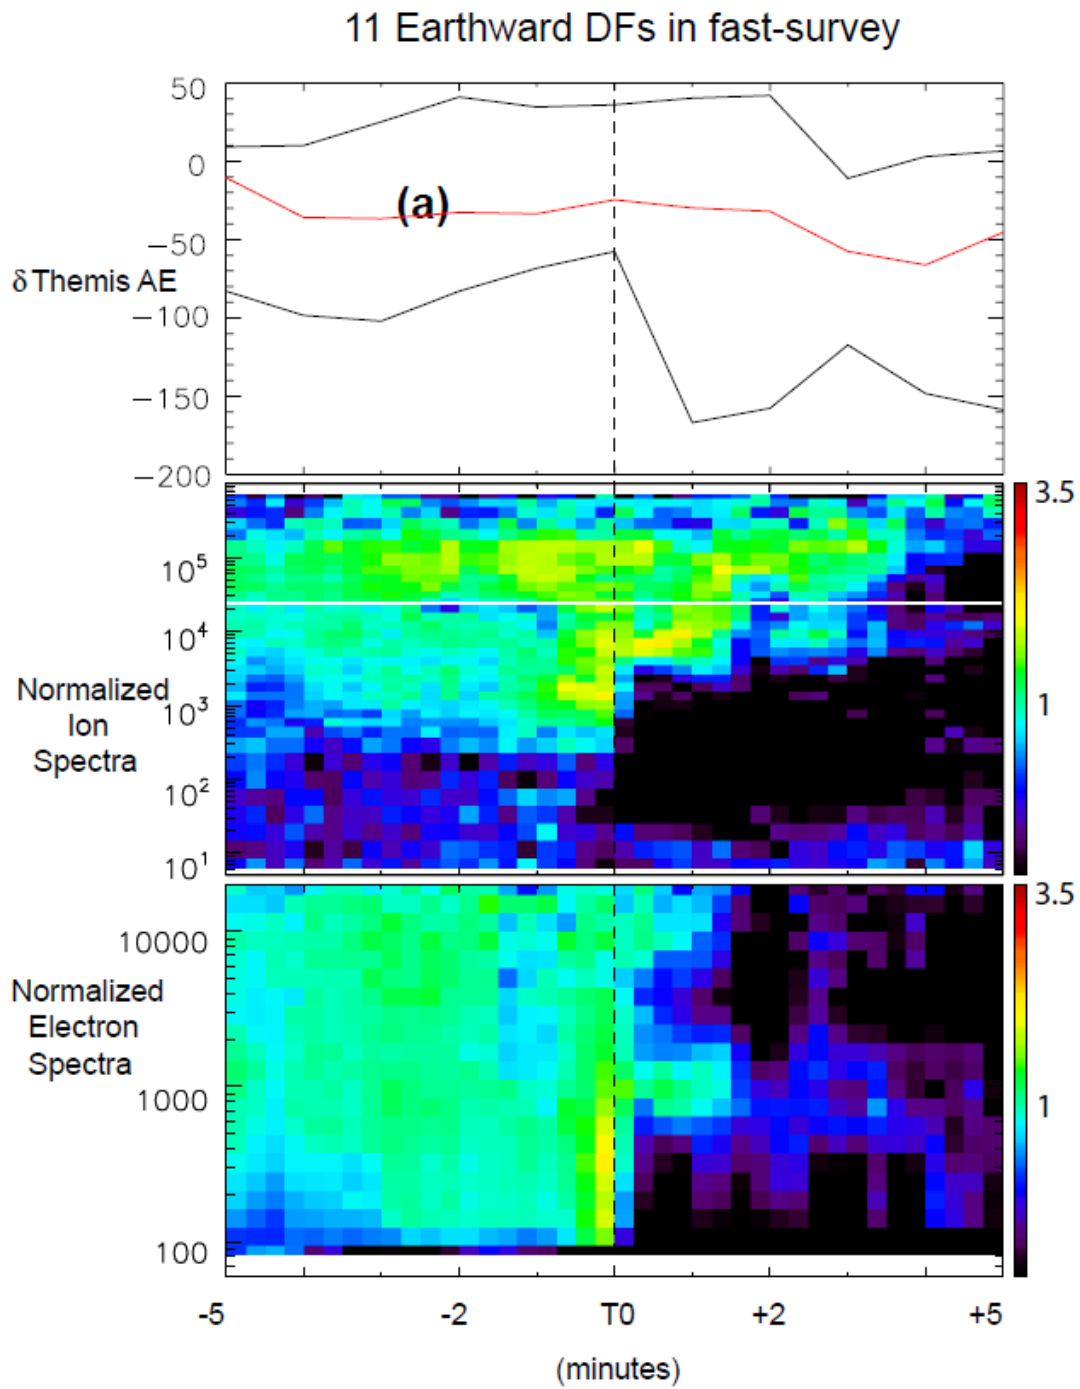 11 Earthward DFs in fast-survey
50
0
(a)
−50
δ Themis AE
−100
−150
−200
3.5
10⁵
10⁴
Normalized
Ion
Spectra
10³
1
10²
10¹
3.5
10000
Normalized
Electron
Spectra
1000
1
100
-5 -2 T0 +2 +5
(minutes)